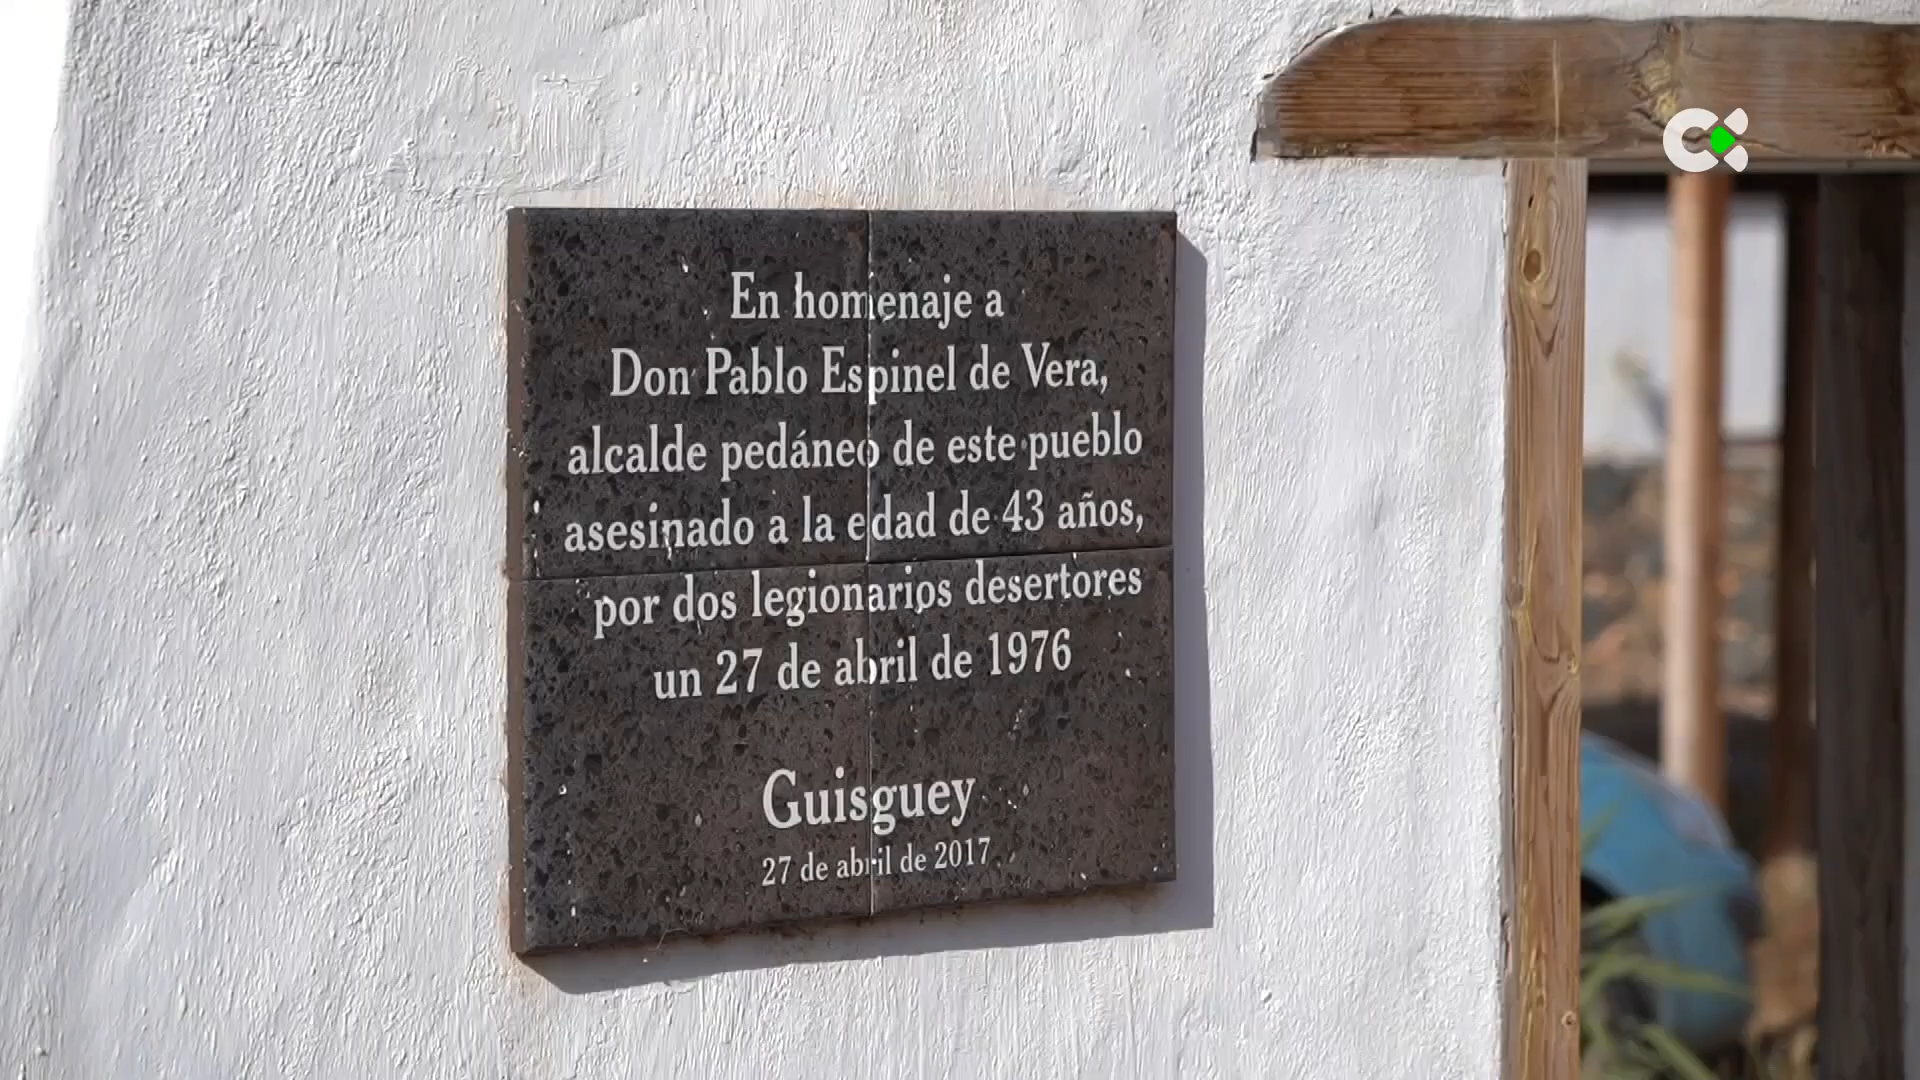 En homenaje a
Don Pablo Espinel de Vera,
alcalde pedáneo de este pueblo
asesinado a la edad de 43 años,
por dos legionarios desertores
un 27 de abril de 1976
Guisguey
27 de abril de 2017